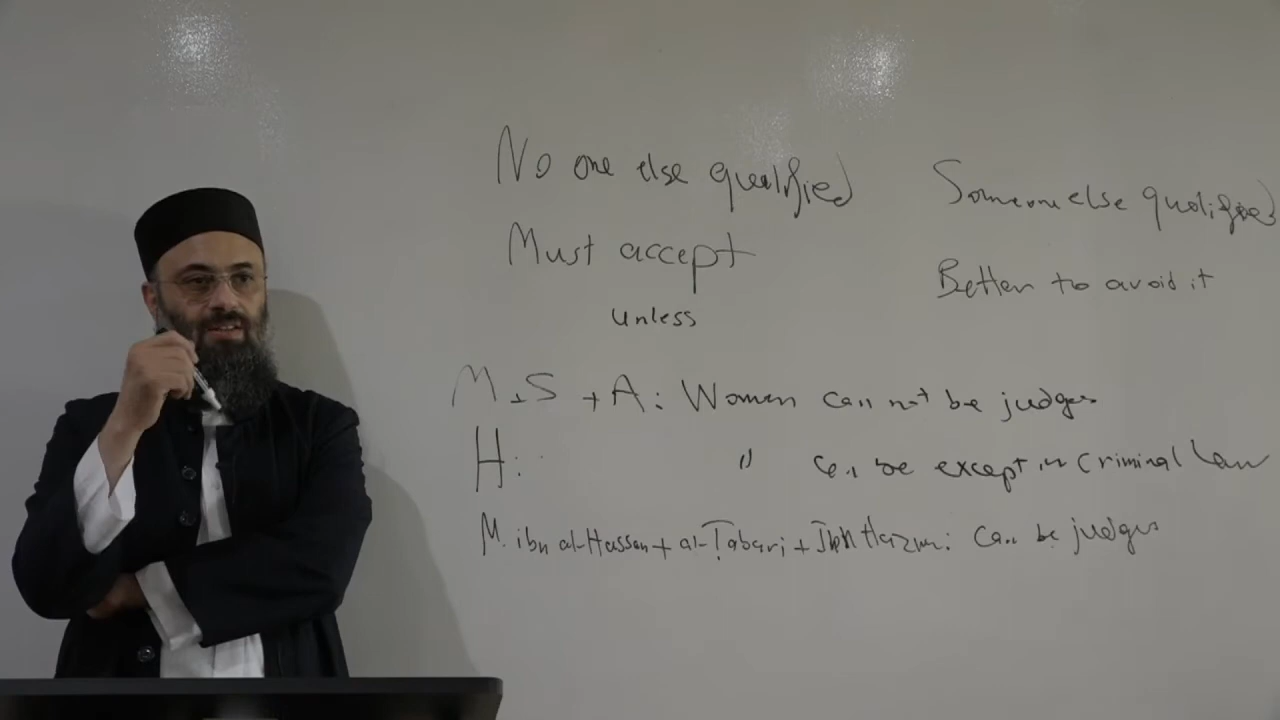 No one else qualified
Must accept
unless
Someone else qualified
Better to avoid it
M + S + A: Women can not be judges
H: " can be except in Criminal Law
M. ibn al-Hassan + al-Tabari + Ibn Hazm: Can be judges